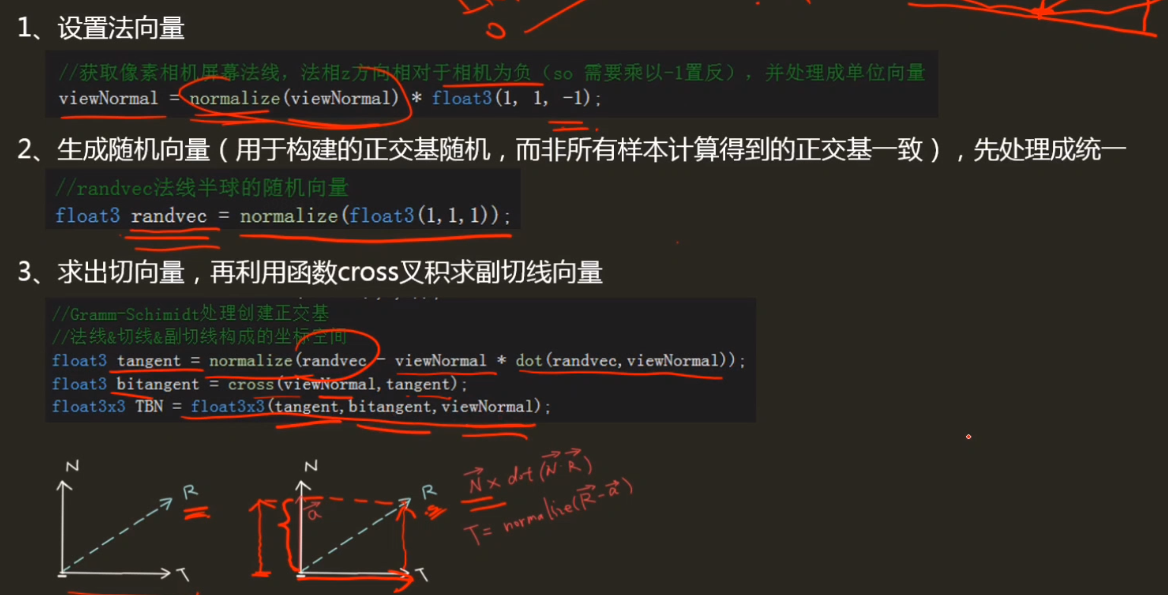 1、设置法向量
//获取像素相机屏幕法线，法相z方向相对于相机为负（so 需要乘以-1置反），并处理成单位向量
viewNormal = normalize(viewNormal) * float3(1, 1, -1);
2、生成随机向量（用于构建的正交基随机，而非所有样本计算得到的正交基一致），先处理成统一
//randvec法线半球的随机向量
float3 randvec = normalize(float3(1,1,1));
3、求出切向量，再利用函数cross叉积求副切线向量
//Gramm-Schimidt处理创建正交基
//法线&切线&副切线构成的坐标空间
float3 tangent = normalize(randvec - viewNormal * dot(randvec,viewNormal));
float3 bitangent = cross(viewNormal,tangent);
float3x3 TBN = float3x3(tangent,bitangent,viewNormal);
N
R
T
N
a
R
T
N × dot(N·R)
T = normalize(R-a)